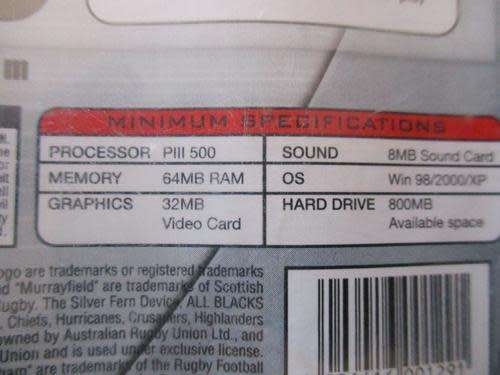 m
MINIMUM SPECIFICATIONS
PROCESSOR PIII 500 SOUND 8MB Sound Card
MEMORY 64MB RAM OS Win 98/2000/XP
GRAPHICS 32MB HARD DRIVE 800MB
Video Card Available space
ogo are trademarks or registered trademarks
nd "Murrayfield" are trademarks of Scottish
Rugby. The Silver Fern Device, ALL BLACKS
, Chiefs, Hurricanes, Crusaders, Highlanders
owned by Australian Rugby Union Ltd., and
Union and is used under exclusive license.
are trademarks of the Rugby Football